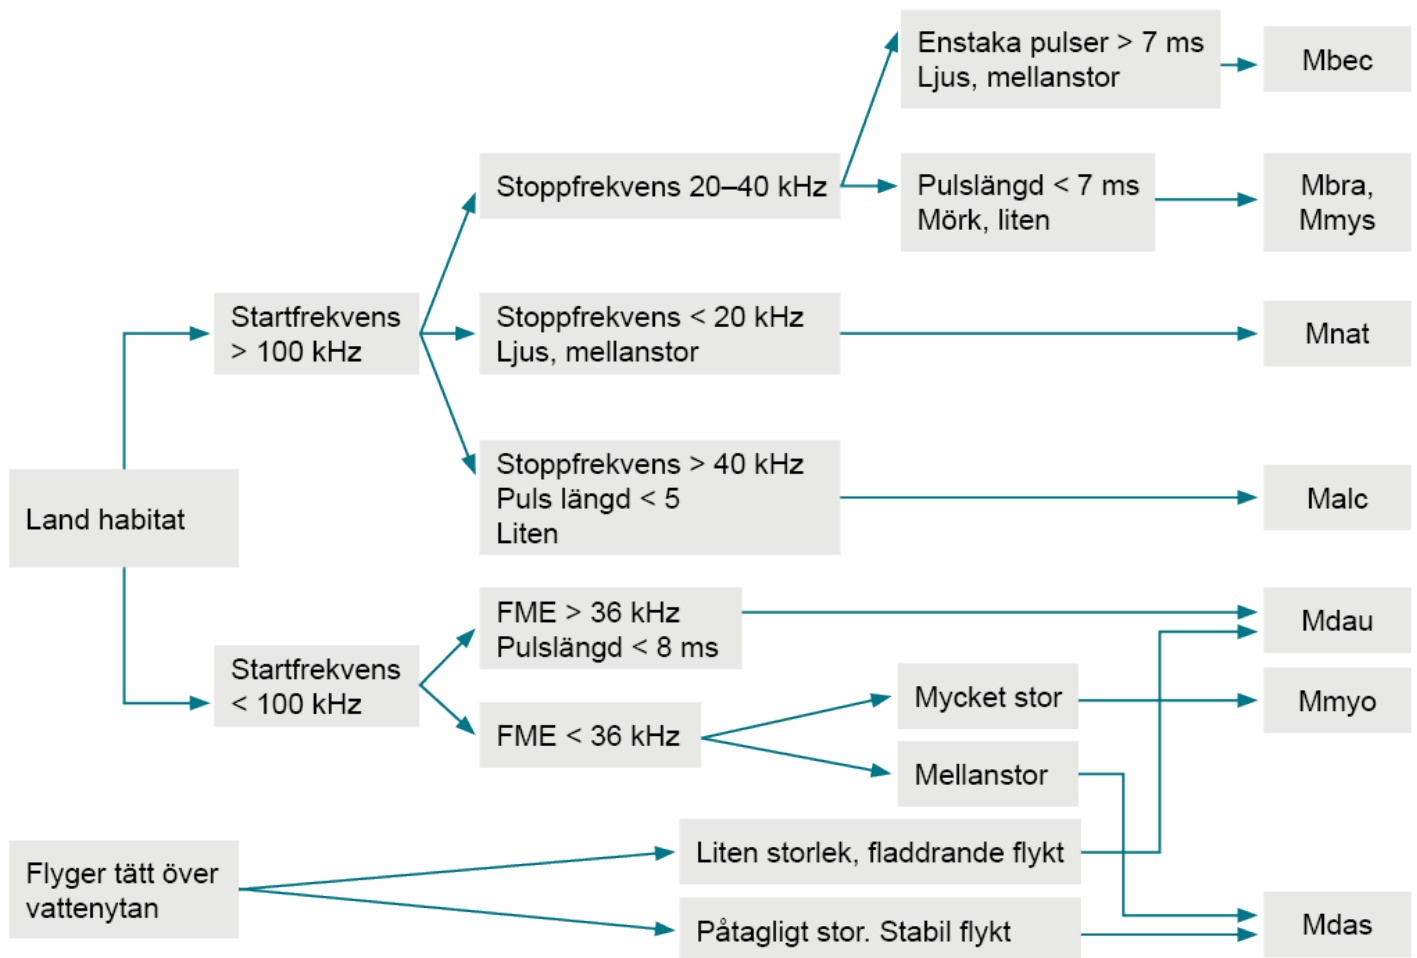 Enstaka pulser > 7 ms
Ljus, mellanstor
Mbec
Stoppfrekvens 20–40 kHz
Pulslängd < 7 ms
Mörk, liten
Mbra,
Mmys
Startfrekvens
> 100 kHz
Stoppfrekvens < 20 kHz
Ljus, mellanstor
Mnat
Stoppfrekvens > 40 kHz
Puls längd < 5
Liten
Malc
Land habitat
FME > 36 kHz
Pulslängd < 8 ms
Mdau
Startfrekvens
< 100 kHz
FME < 36 kHz
Mycket stor
Mmyo
Mellanstor
Flyger tätt över
vattenytan
Liten storlek, fladdrande flykt
Påtagligt stor. Stabil flykt
Mdas